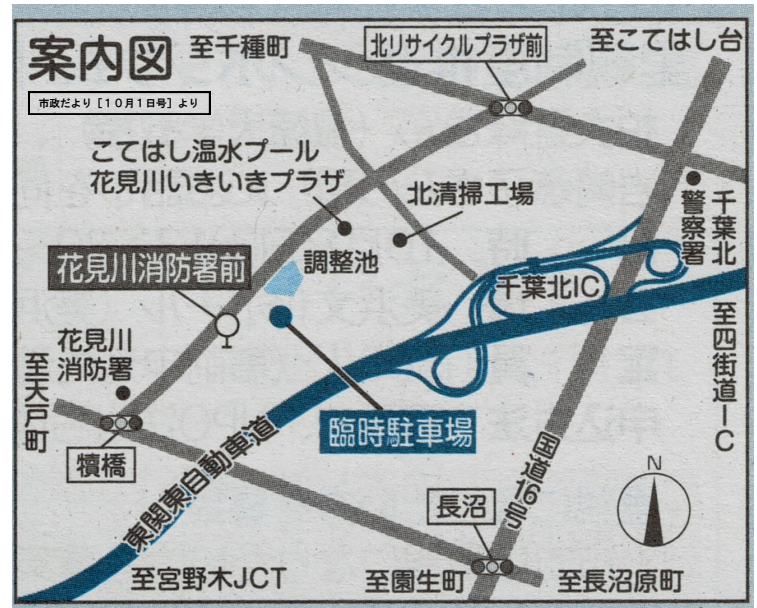 案内図
市政だより［１０月１日号］より
至千種町
北リサイクルプラザ前
至こてはし台
こてはし温水プール
花見川いきいきプラザ
北清掃工場
千葉北
警察署
調整池
花見川消防署前
千葉北IC
花見川
消防署
至天戸町
至四街道IC
臨時駐車場
犢橋
東関東自動車道
国道16号
長沼
N
至宮野木JCT
至園生町
至長沼原町